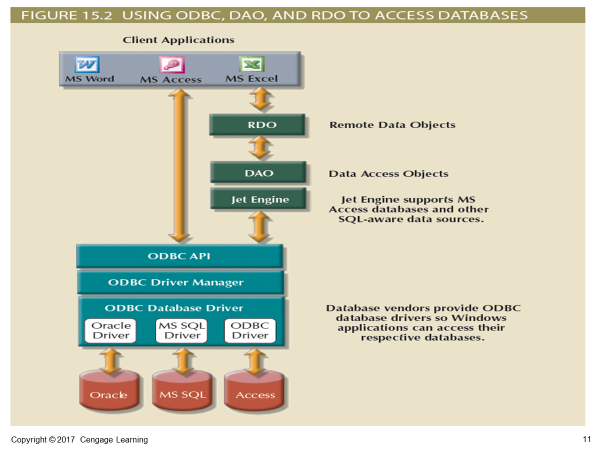 FIGURE 15.2 USING ODBC, DAO, AND RDO TO ACCESS DATABASES
Client Applications
MS Word
MS Access
MS Excel
RDO
Remote Data Objects
DAO
Data Access Objects
Jet Engine
Jet Engine supports MS
Access databases and other
SQL-aware data sources.
ODBC API
ODBC Driver Manager
ODBC Database Driver
Oracle
Driver
MS SQL
Driver
ODBC
Driver
Database vendors provide ODBC
database drivers so Windows
applications can access their
respective databases.
Oracle
MS SQL
Access
Copyright © 2017 Cengage Learning
11